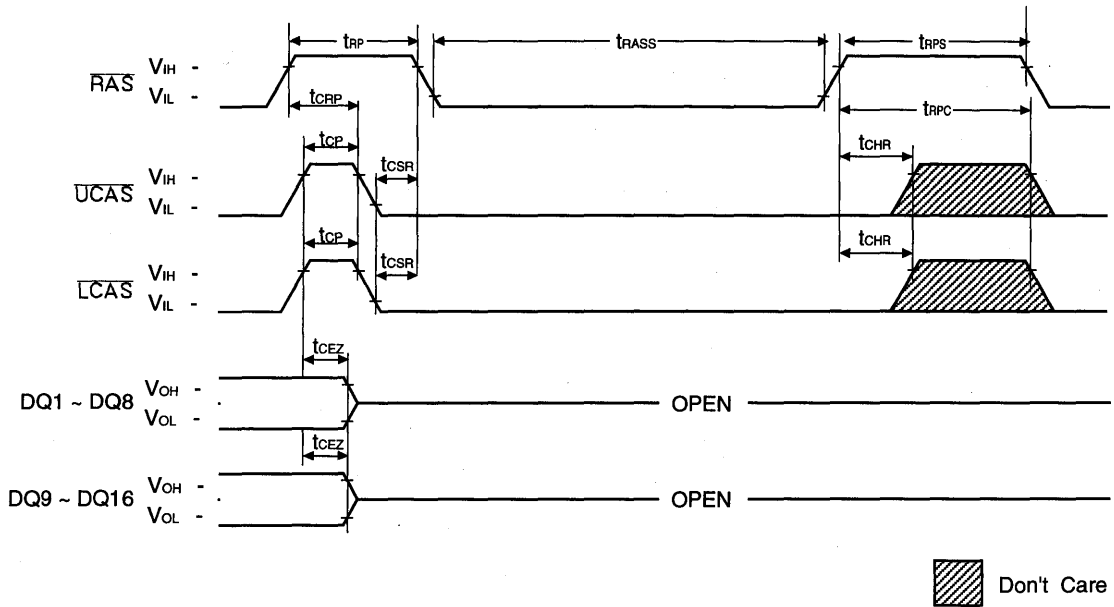 tRP
tRASS
tRPS
RAS
VIH -
VIL -
tCRP
tRPC
tCP
tCSR
tCHR
UCAS
VIH -
VIL -
tCP
tCSR
tCHR
LCAS
VIH -
VIL -
tCEZ
DQ1 ~ DQ8
VOH -
VOL -
OPEN
tCEZ
DQ9 ~ DQ16
VOH -
VOL -
OPEN
Don't Care